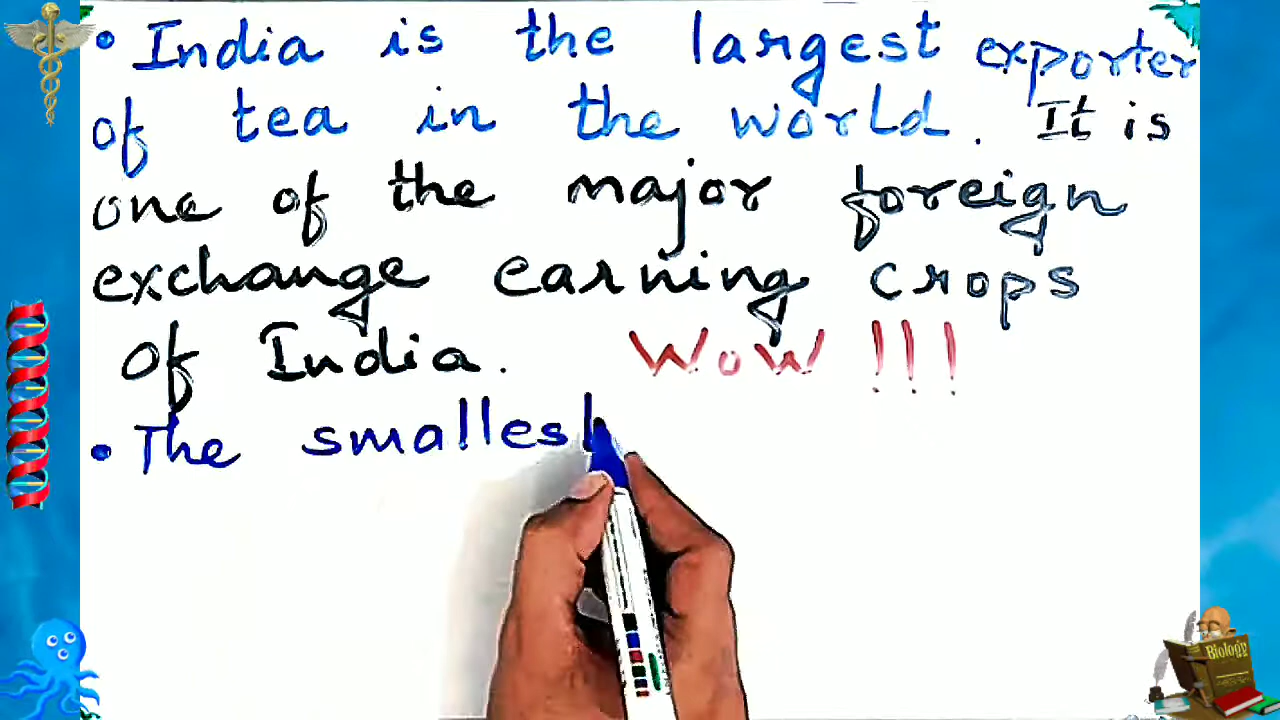 • India is the largest exporter
of tea in the world. It is
one of the major foreign
exchange earning crops
of India. WoW !!!
• The smallest
Biology